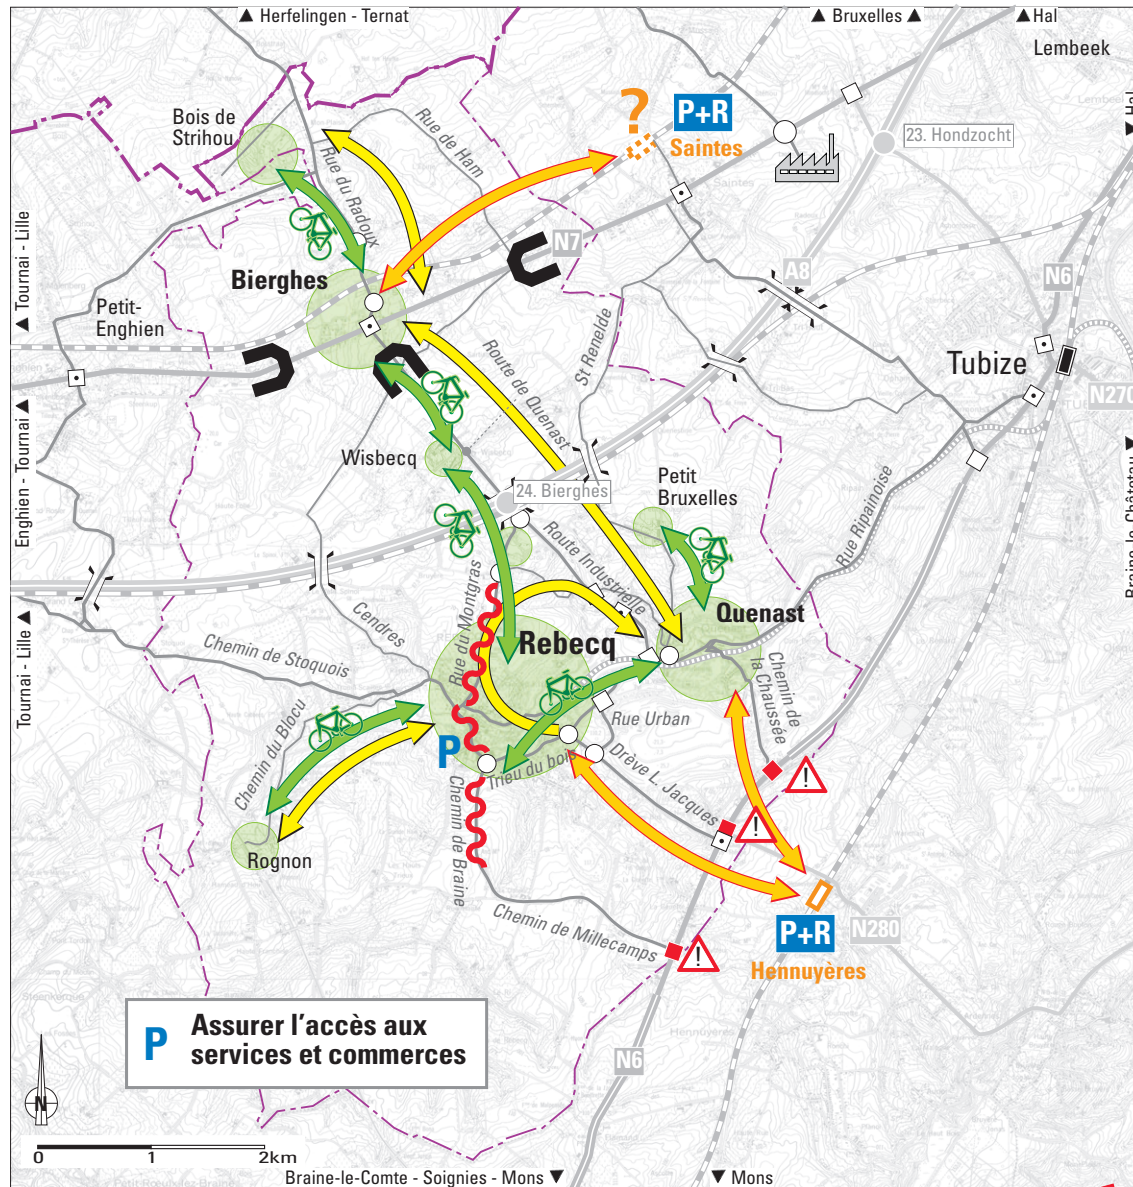 ▲ Herfelingen - Ternat
▲ Bruxelles ▲
▲ Hal
Lembeek
▼ Hal
Bois de
Strihou
Rue de Ham
Rue du Radoux
?
P+R
Saintes
23. Hondzocht
N7
A8
N6
Bierghes
Petit-
Enghien
▲ Tournai - Lille
Tubize
N270
Route de Quenast
St Renelde
Enghien - Tournai ▲
Wisbecq
24. Bierghes
Petit
Bruxelles
Rue Ripainoise
Braine-le-Château ▼
Route Industrielle
Rue du Montgras
Cendres
Chemin de Stoquois
Tournai - Lille ▲
Rebecq
Quenast
Chemin de
la Chaussée
Rue Urban
Chemin du Blocu
P
Trieu du bois
Drève L. Jacques
!
!
Rognon
Chemin de Braine
Chemin de Millecamps
!
P+R
Hennuyères
N280
N6
P
Assurer l'accès aux
services et commerces
N
0 1 2km
Braine-le-Comte - Soignies - Mons ▼
▼ Mons